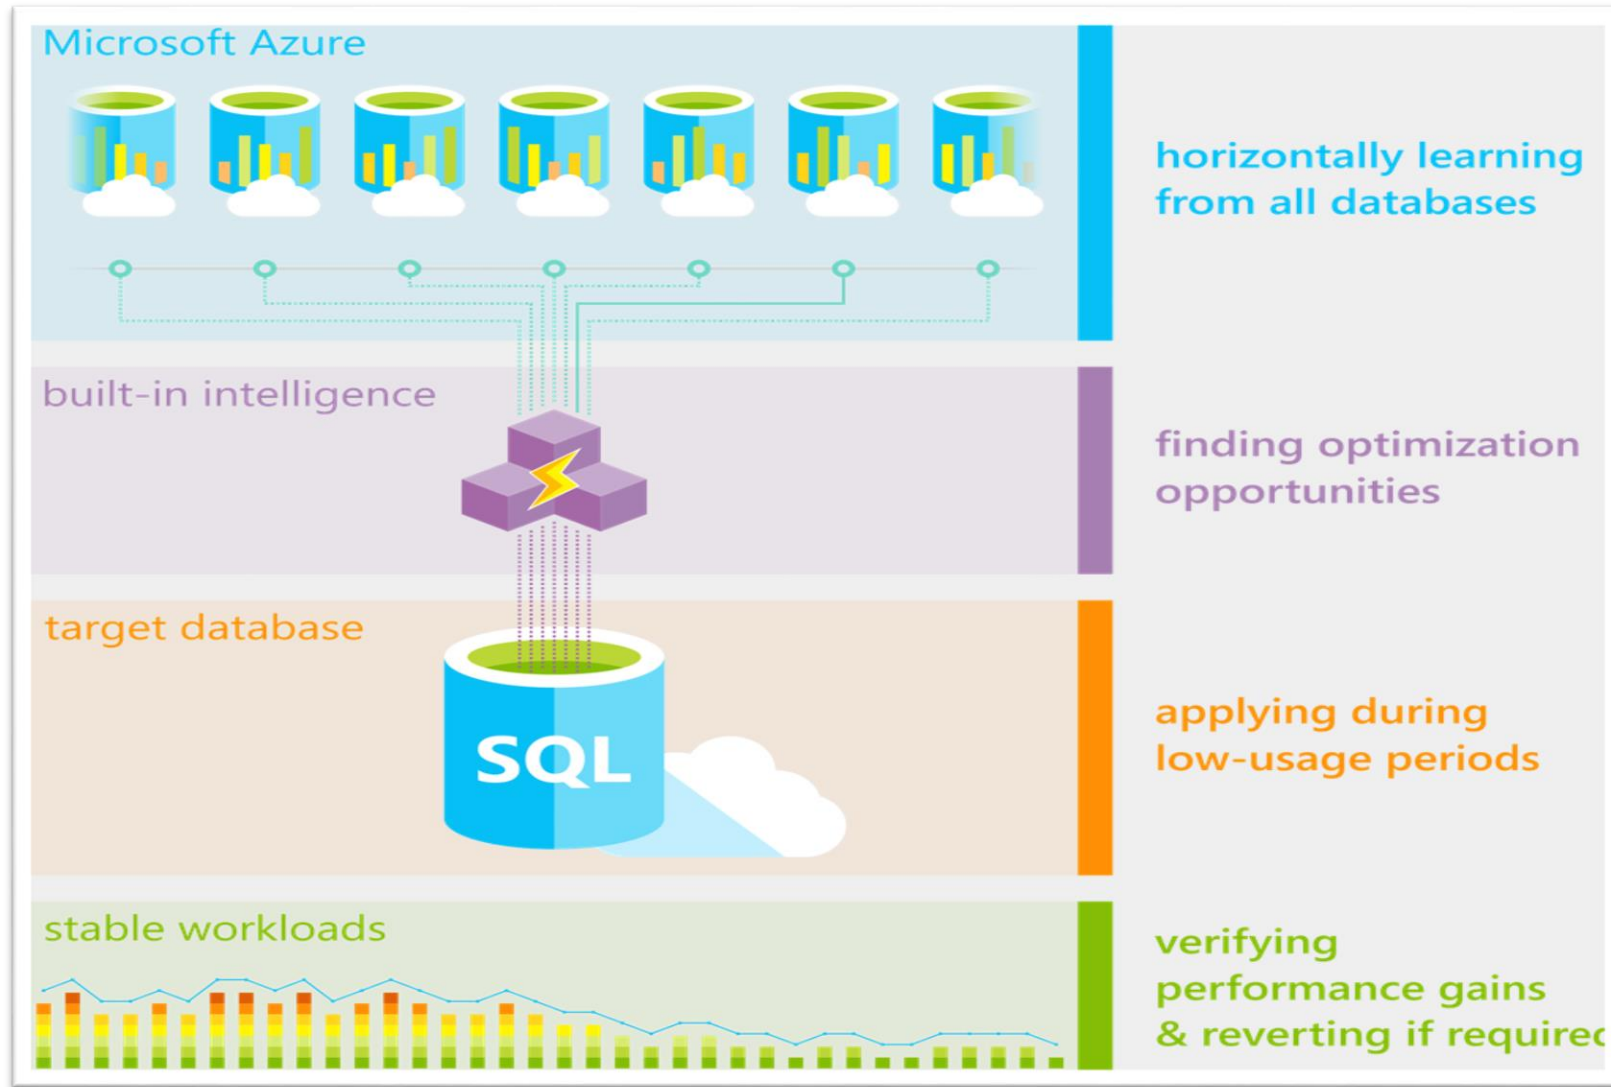 Microsoft Azure
horizontally learning
from all databases
built-in intelligence
finding optimization
opportunities
target database
SQL
applying during
low-usage periods
stable workloads
verifying
performance gains
& reverting if required